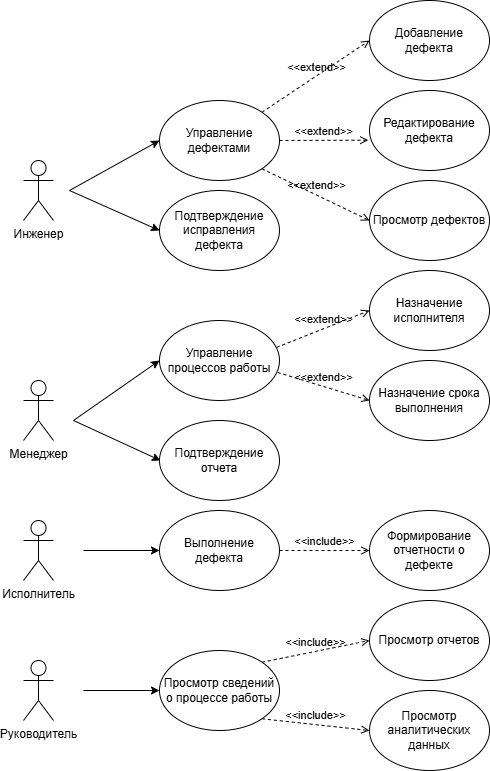 Добавление
дефекта
<<extend>>
Управление
дефектами
<<extend>>
Редактирование
дефекта
<<extend>>
Просмотр дефектов
Подтверждение
исправления
дефекта
Инженер
Назначение
исполнителя
<<extend>>
Управление
процессов работы
<<extend>>
Назначение срока
выполнения
Менеджер
Подтверждение
отчета
Выполнение
дефекта
<<include>>
Формирование
отчетности о
дефекте
Исполнитель
Просмотр отчетов
<<include>>
Просмотр сведений
о процессе работы
<<include>>
Просмотр
аналитических
данных
Руководитель